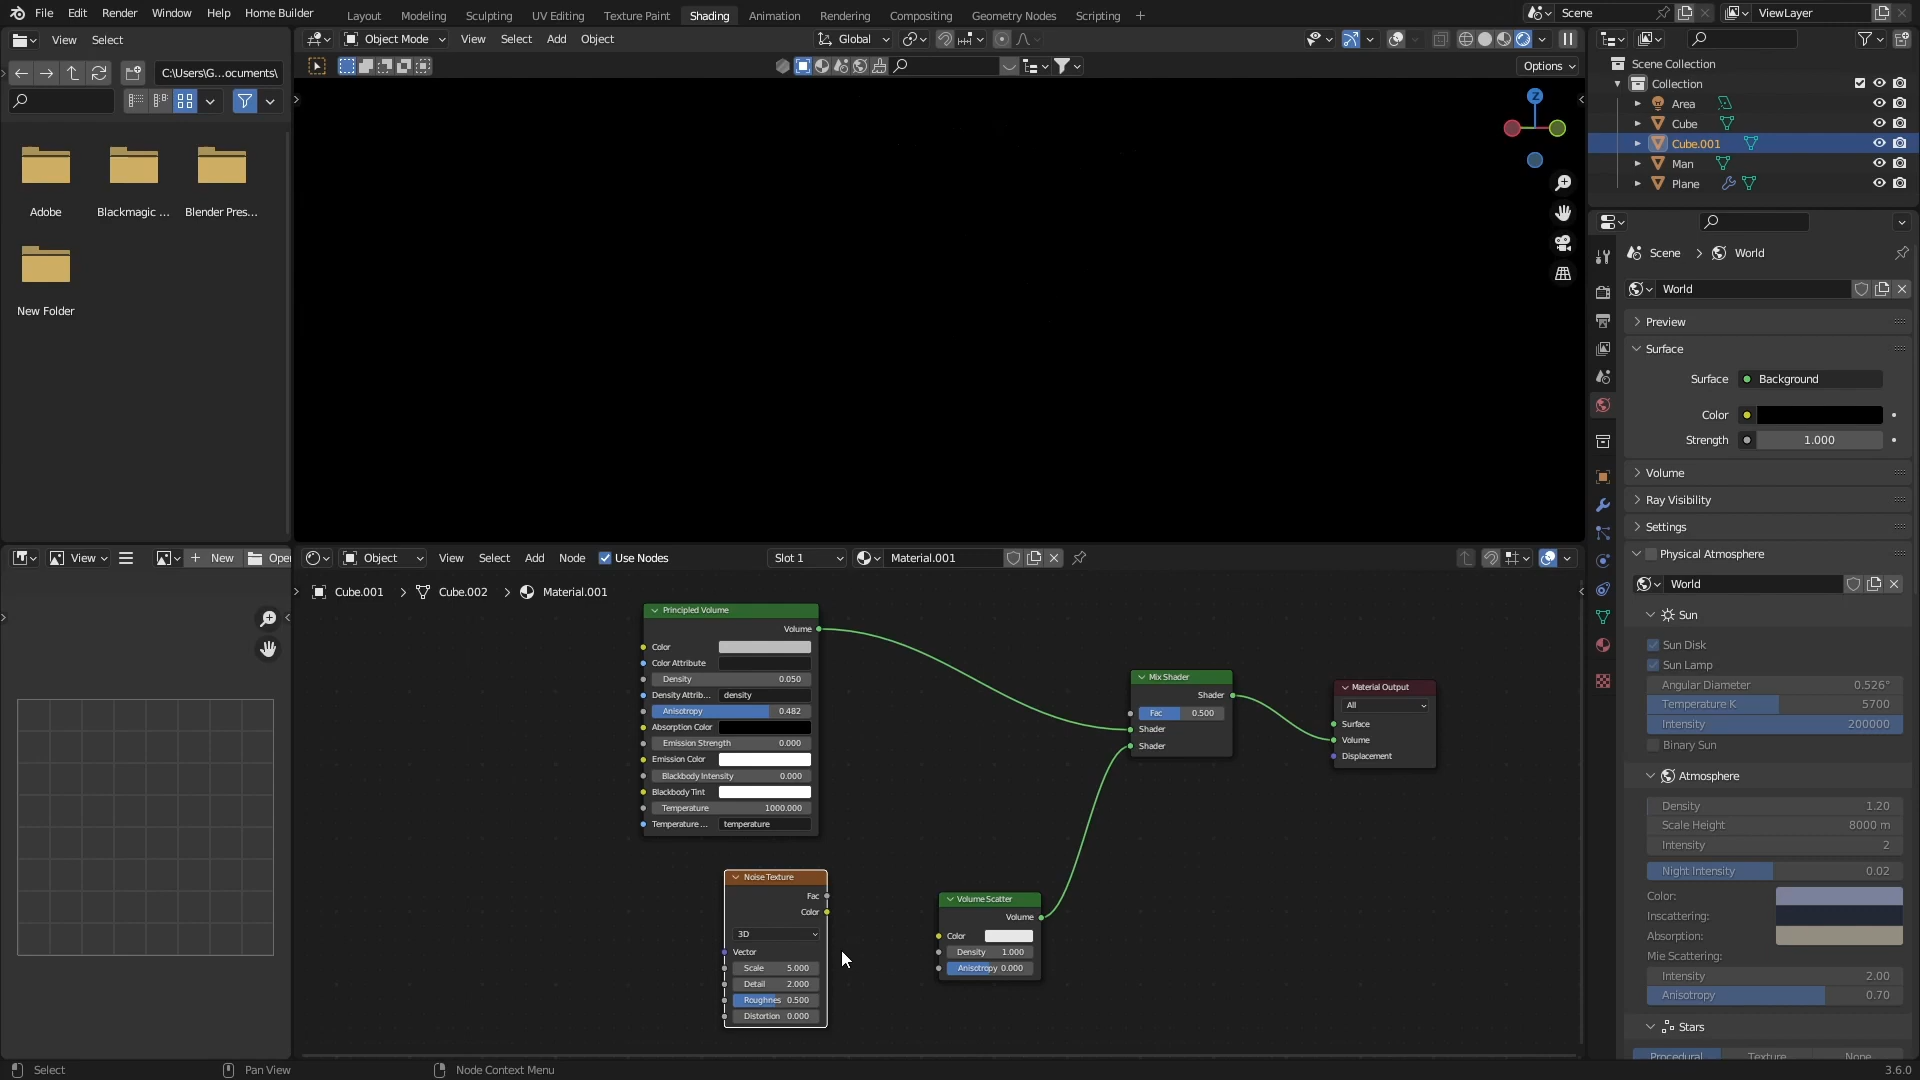 File Edit Render Window Help Home Builder
Layout Modeling Sculpting UV Editing Texture Paint Shading Animation Rendering Compositing Geometry Nodes Scripting +
Scene
ViewLayer
View Select
C:\Users\G...ocuments\
Adobe
Blackmagic ...
Blender Pres...
New Folder
Object Mode View Select Add Object
Global
Options
Z
Scene Collection
Collection
Area
Cube
Cube.001
Man
Plane
Scene > World
World
Preview
Surface
Surface Background
Color
Strength 1.000
Volume
Ray Visibility
Settings
Physical Atmosphere
World
Sun
Sun Disk
Sun Lamp
Angular Diameter 0.526°
Temperature K 5700
Intensity 200000
Binary Sun
Atmosphere
Density 1.20
Scale Height 8000 m
Intensity 2
Night Intensity 0.02
Color:
Inscattering:
Absorption:
Mie Scattering:
Intensity 2.00
Anisotropy 0.70
Stars
Procedural Texture None
View + New Open
Object View Select Add Node Use Nodes Slot 1 Material.001
Cube.001 > Cube.002 > Material.001
Principled Volume
Volume
Color
Color Attribute
Density 0.050
Density Attrib... density
Anisotropy 0.482
Absorption Color
Emission Strength 0.000
Emission Color
Blackbody Intensity 0.000
Blackbody Tint
Temperature 1000.000
Temperature ... temperature
Mix Shader
Shader
Fac 0.500
Shader
Shader
Material Output
All
Surface
Volume
Displacement
Noise Texture
Fac
Color
3D
Vector
Scale 5.000
Detail 2.000
Roughnes 0.500
Distortion 0.000
Volume Scatter
Volume
Color
Density 1.000
Anisotropy 0.000
Select
Pan View
Node Context Menu
3.6.0